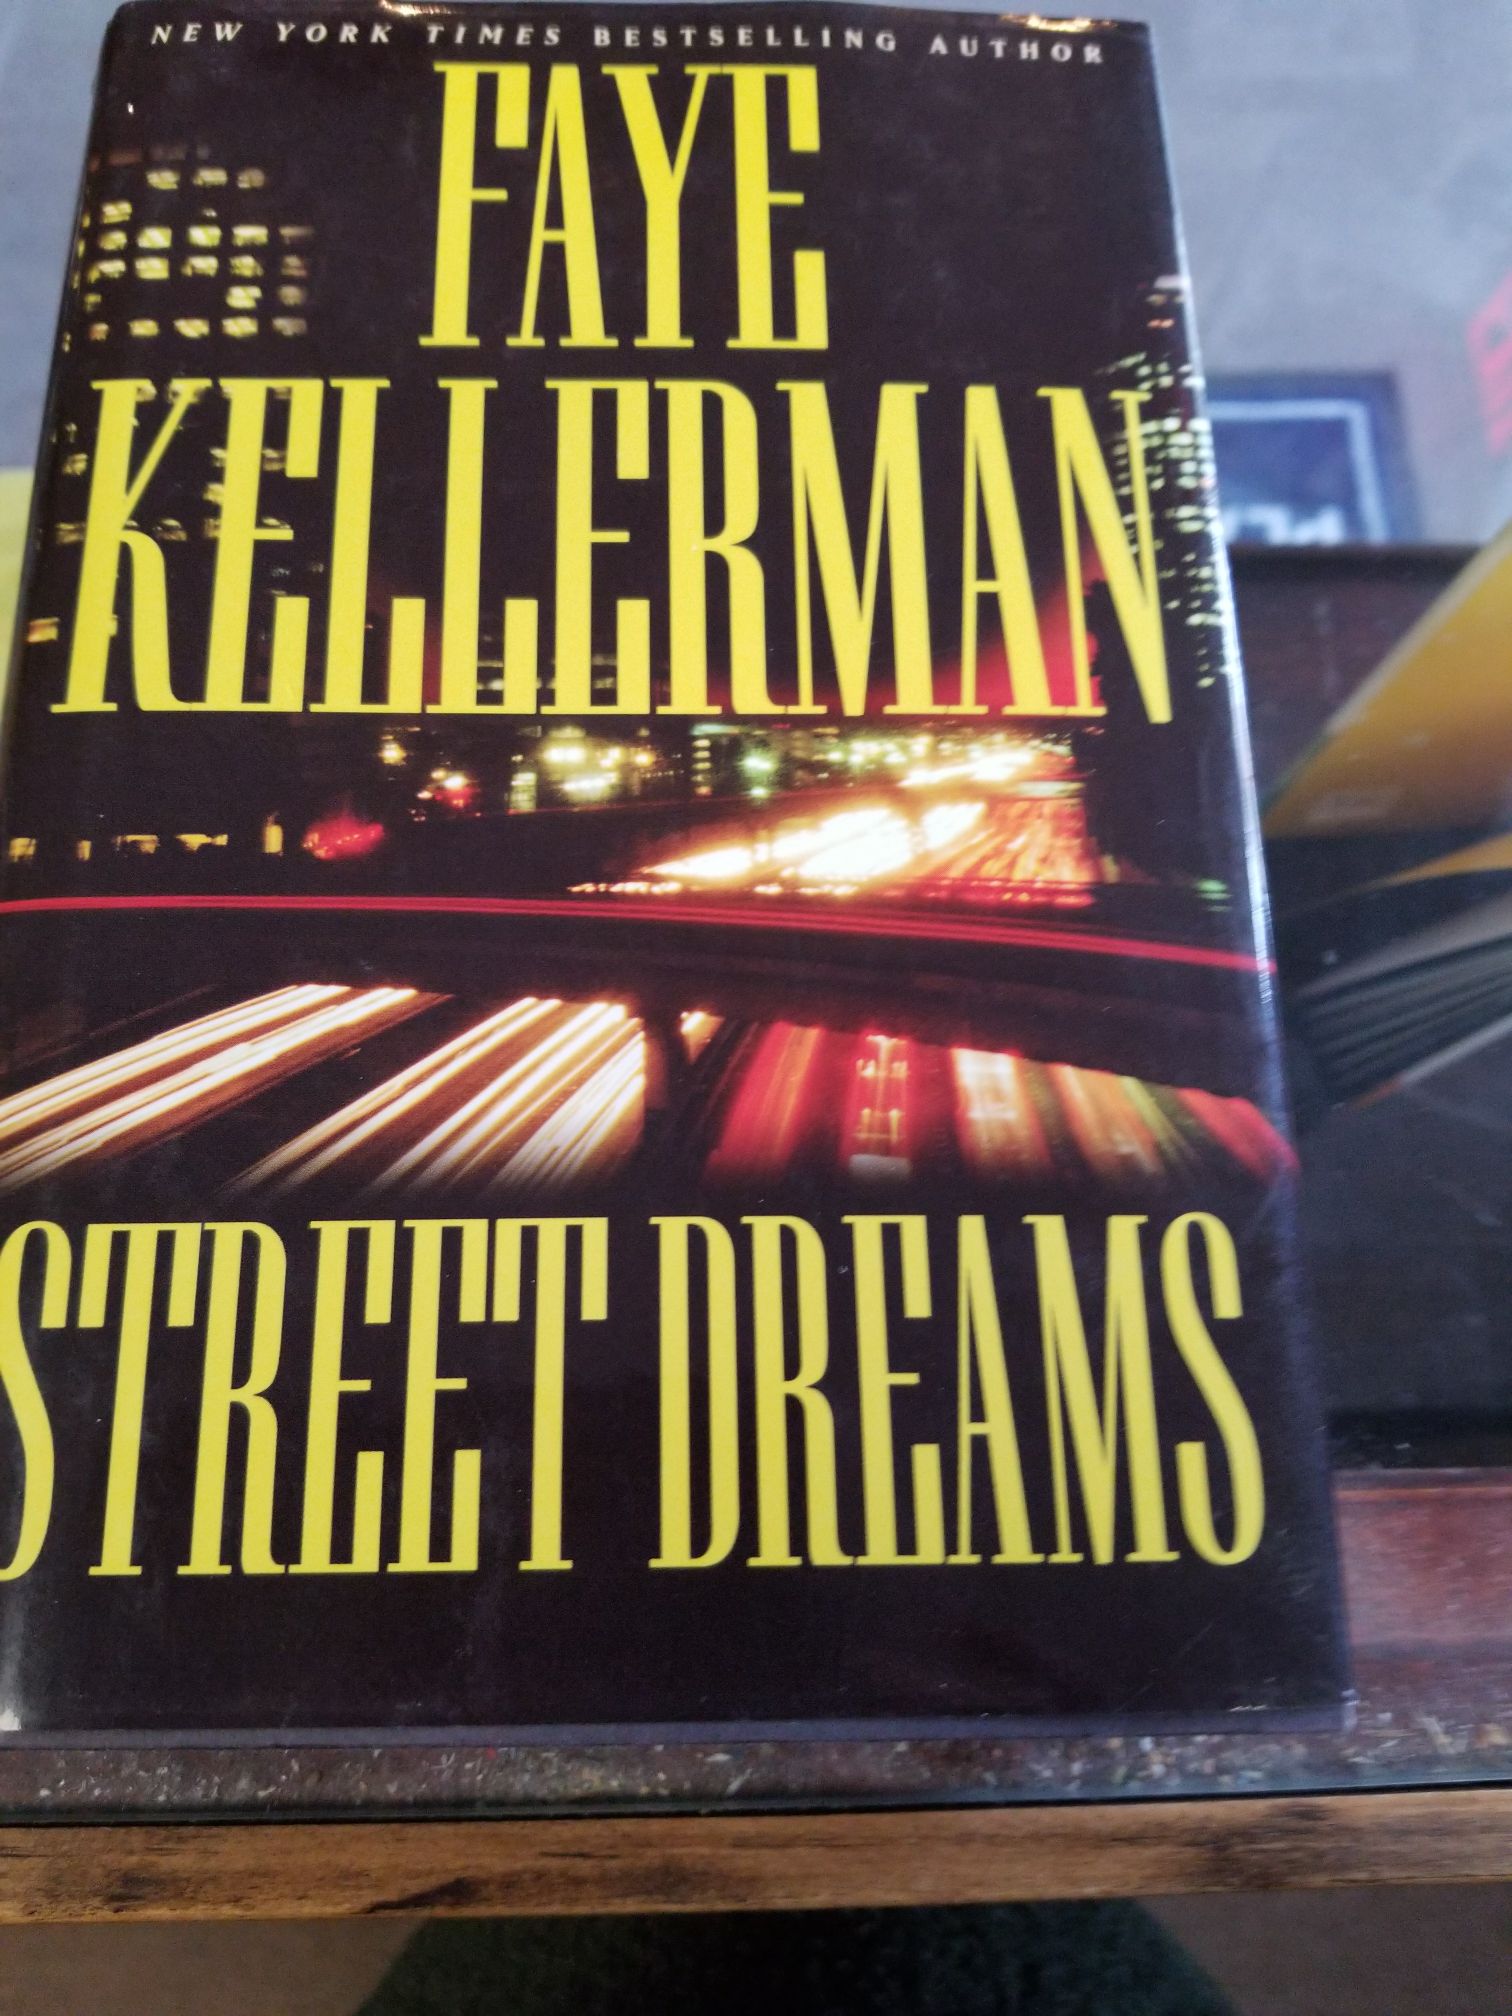 NEW YORK TIMES BESTSELLING AUTHOR
FAYE
KELLERMAN
STREET DREAMS